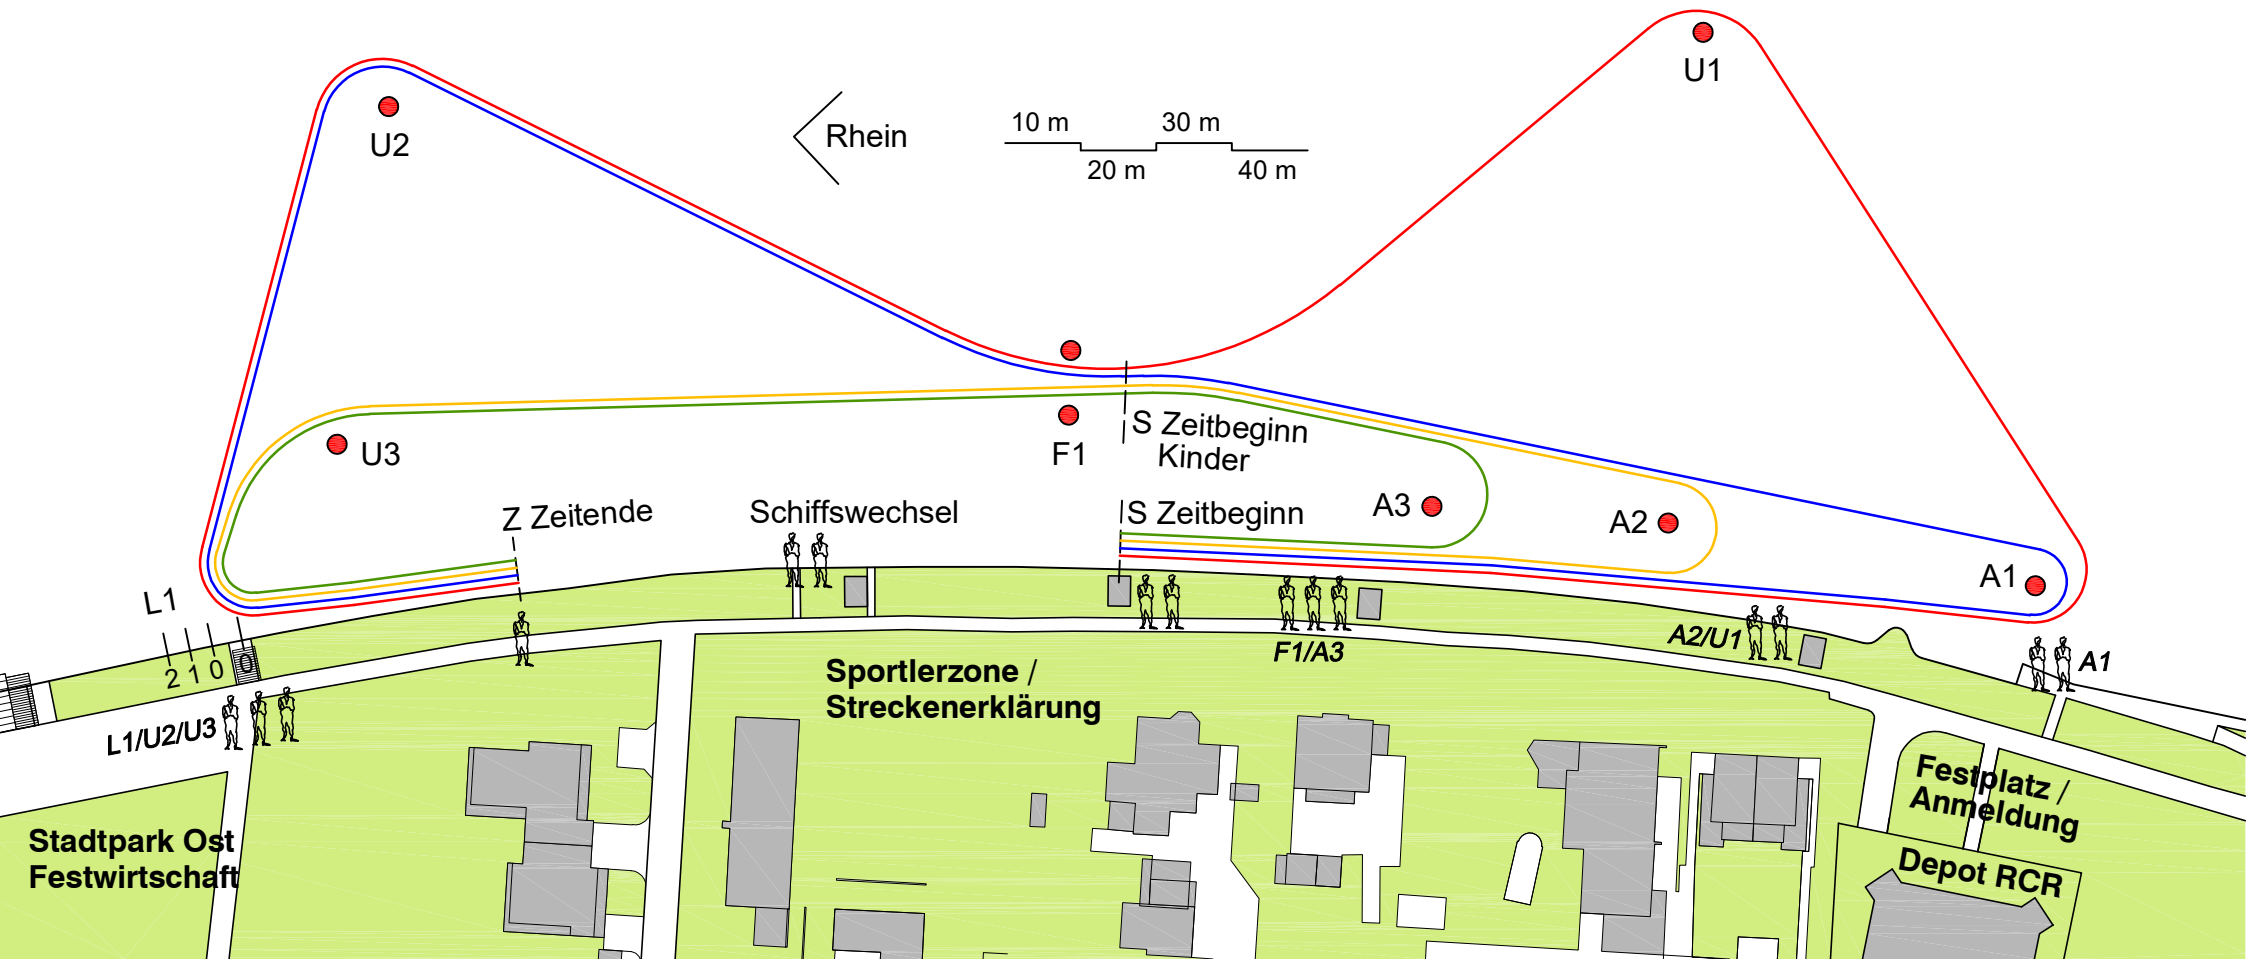 U1
10 m
30 m
Rhein
U2
20 m
40 m
S Zeitbeginn
Kinder
U3
F1
Z Zeitende
Schiffswechsel
S Zeitbeginn
A3
A2
A1
L1
2 1 0
0
A2/U1
F1/A3
A1
Sportlerzone /
Streckenerklärung
L1/U2/U3
Festplatz /
Anmeldung
Stadtpark Ost
Festwirtschaft
Depot RCR